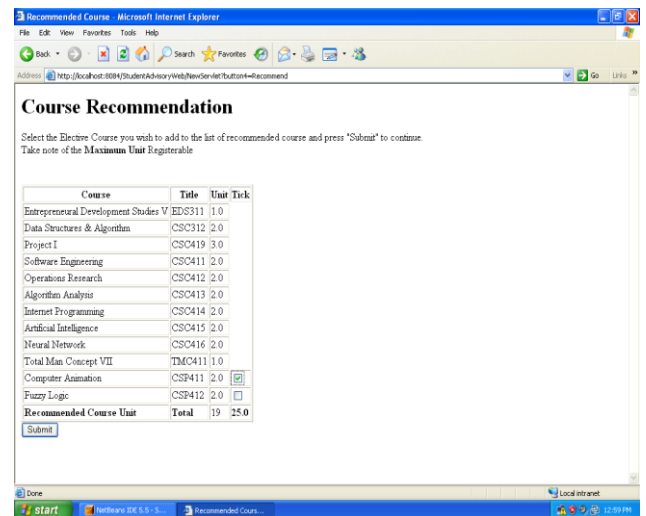 Recommended Course - Microsoft Internet Explorer
File Edit View Favorites Tools Help
Back Search Favorites
Address http://localhost:8084/StudentAdvisoryWeb/NewServlet?button4=Recommend Go Links
Course Recommendation
Select the Elective Course you wish to add to the list of recommended course and press "Submit" to continue.
Take note of the Maximum Unit Registerable
Course Title Unit Tick
Entrepreneural Development Studies V EDS311 1.0
Data Structures & Algorithm CSC312 2.0
Project I CSC419 3.0
Software Engineering CSC411 2.0
Operations Research CSC412 2.0
Algorithm Analysis CSC413 2.0
Internet Programming CSC414 2.0
Artificial Intelligence CSC415 2.0
Neural Network CSC416 2.0
Total Man Concept VII TMC411 1.0
Computer Animation CSP411 2.0
Fuzzy Logic CSP412 2.0
Recommended Course Unit Total 19 25.0
Submit
Done Local intranet
start NetBeans IDE 5.5 - S... Recommended Cours... 12:59 PM